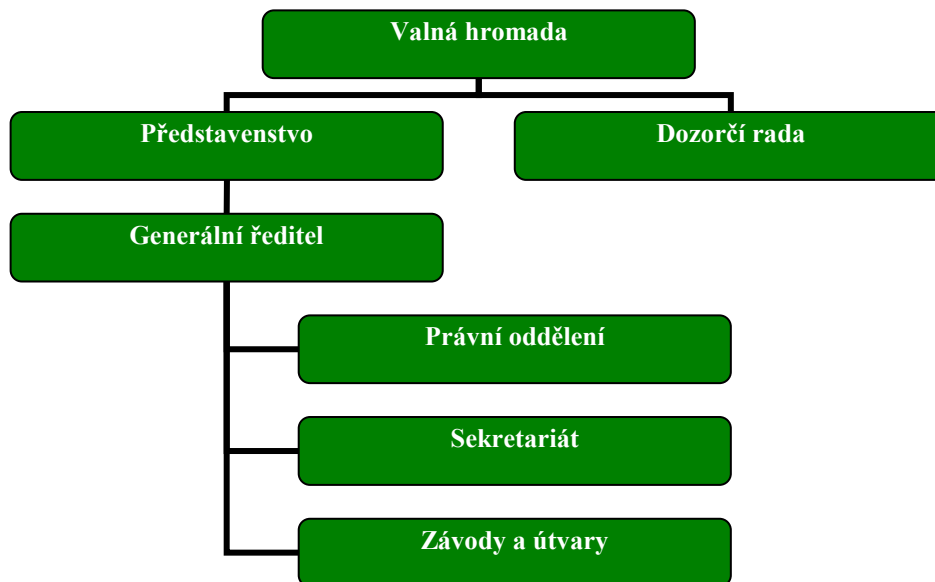 Valná hromada
Představenstvo
Dozorčí rada
Generální ředitel
Právní oddělení
Sekretariát
Závody a útvary